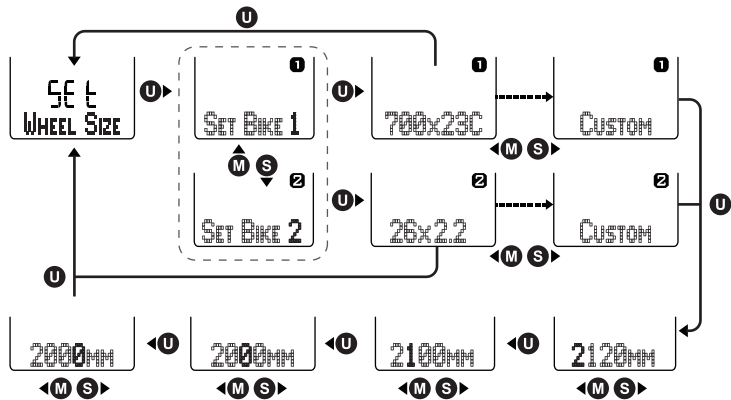 U
1 1 1
SEt
WHEEL SIZE
U
SET BIKE 1
U
700x23C
CUSTOM
M S
M S
2 2 2
U
SET BIKE 2
U
26x2.2
CUSTOM
M S
U
2000MM
U
2000MM
U
2100MM
U
2120MM
M S
M S
M S
M S